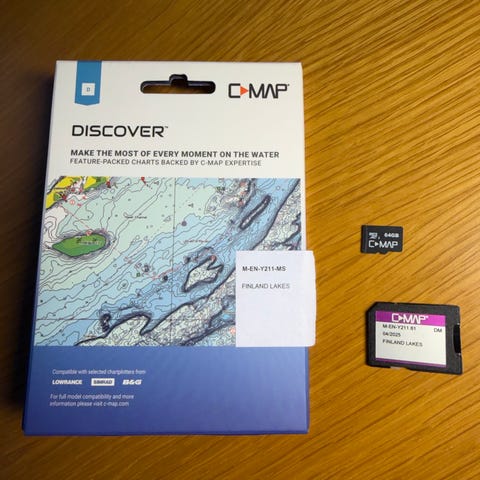 C-MAP
DISCOVER™
MAKE THE MOST OF EVERY MOMENT ON THE WATER
FEATURE-PACKED CHARTS BACKED BY C-MAP EXPERTISE
M-EN-Y211-MS
FINLAND LAKES
Compatible with selected chartplotters from
LOWRANCE SIMRAD B&G
For full model compatibility and more
information please visit c-map.com
64GB
C-MAP
C-MAP
M-EN-Y211.61 DM
04/2025
FINLAND LAKES